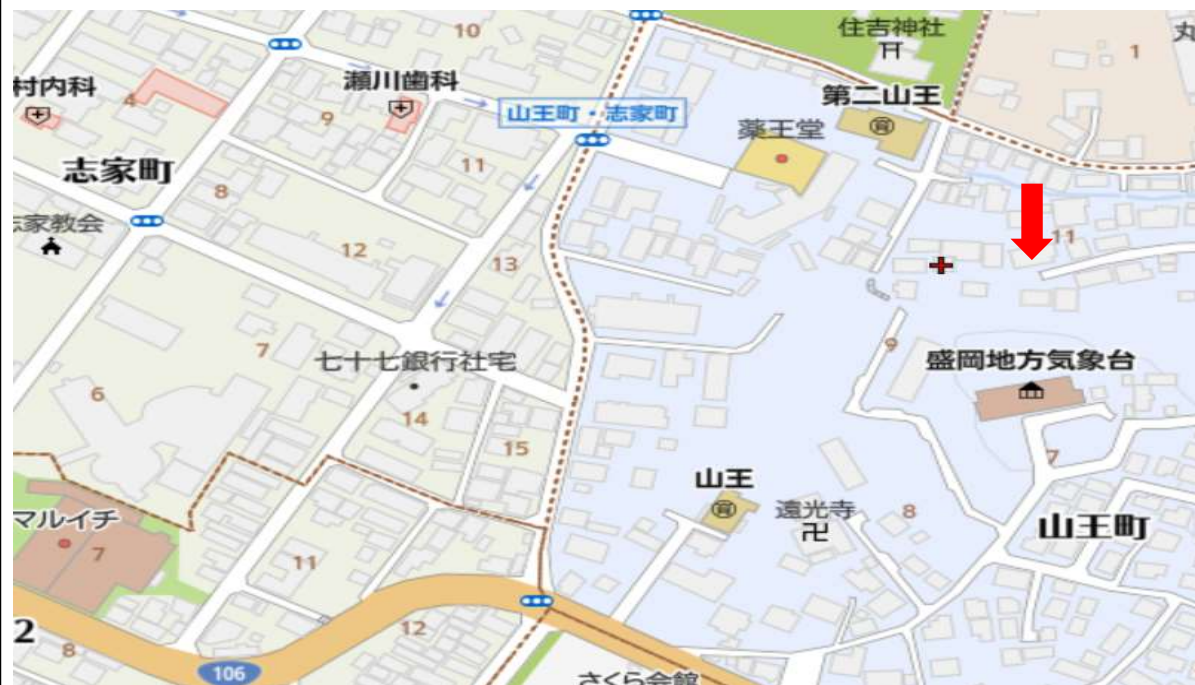 10
住吉神社
丸
1
村内科
4
瀬川歯科
9
山王町・志家町
第二山王
薬王堂
11
志家町
8
志家教会
12
13
11
9
盛岡地方気象台
7
七十七銀行社宅
6
14
15
山王
遠光寺
8
7
山王町
マルイチ
7
11
2
8
12
106
さくら会館